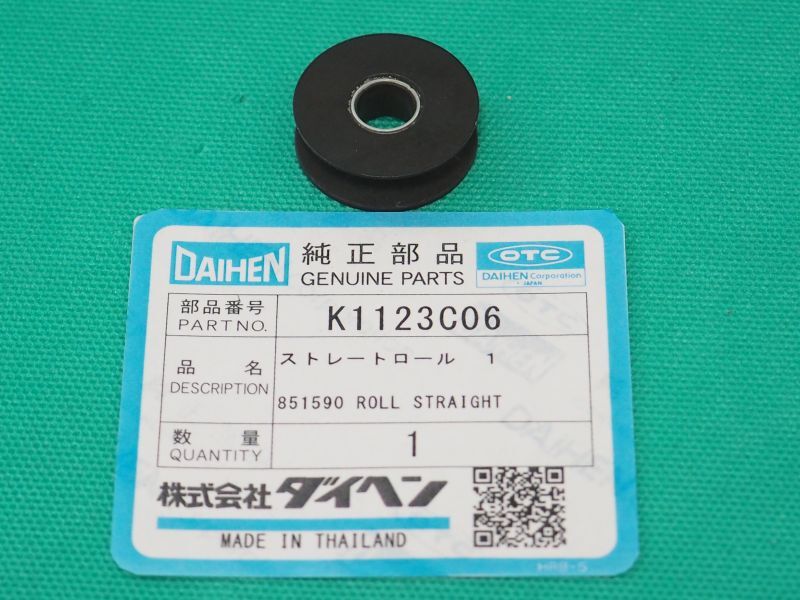 DAIHEN 純正部品 OTC
GENUINE PARTS DAIHEN Corporation
JAPAN
部品番号 K1123C06
PART NO.
品名 ストレートロール 1
DESCRIPTION 851590 ROLL STRAIGHT
数量 1
QUANTITY
株式会社 ダイヘン
MADE IN THAILAND